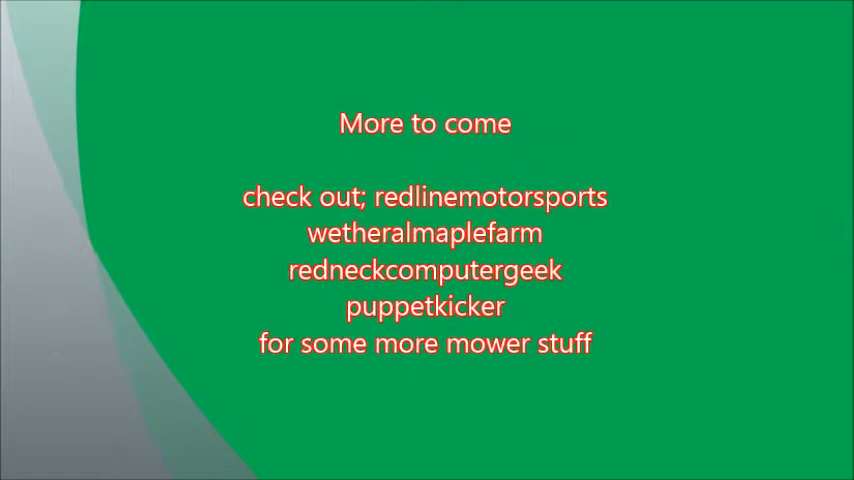 More to come
check out; redlinemotorsports
wetheralmaplefarm
redneckcomputergeek
puppetkicker
for some more mower stuff